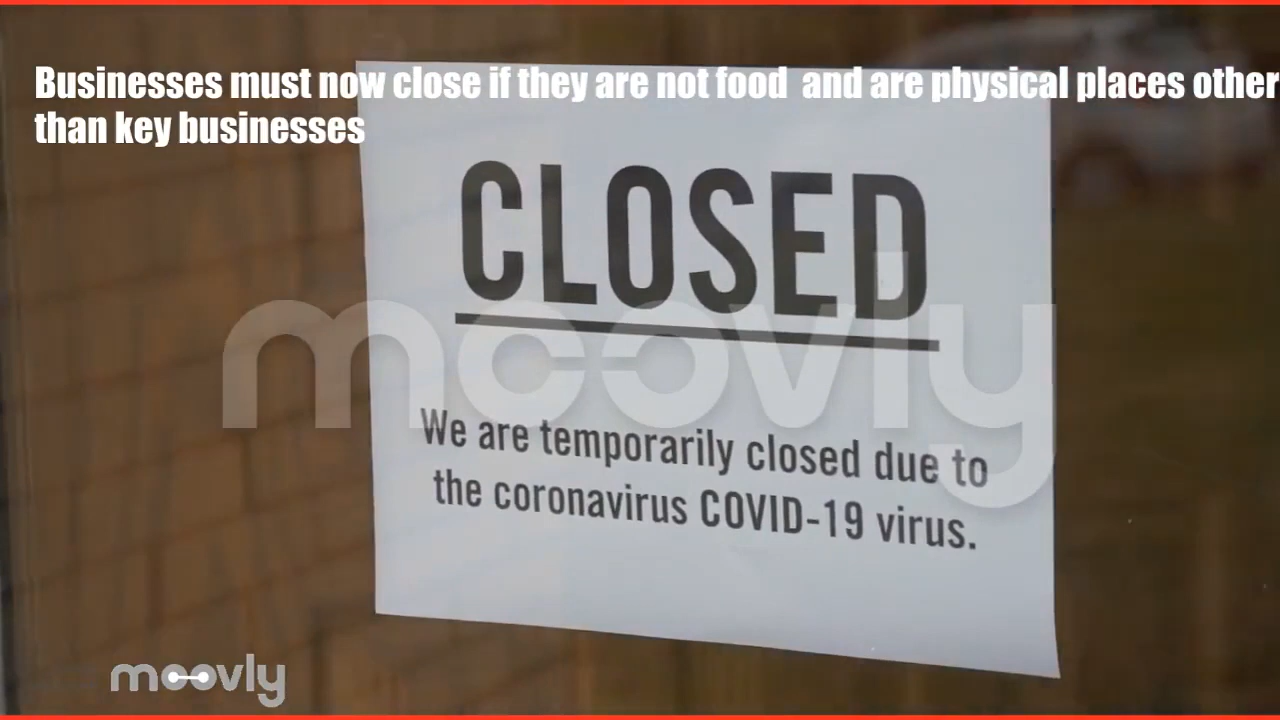 Businesses must now close if they are not food  and are physical places other
than key businesses
CLOSED
moovly
We are temporarily closed due to
the coronavirus COVID-19 virus.
moovly